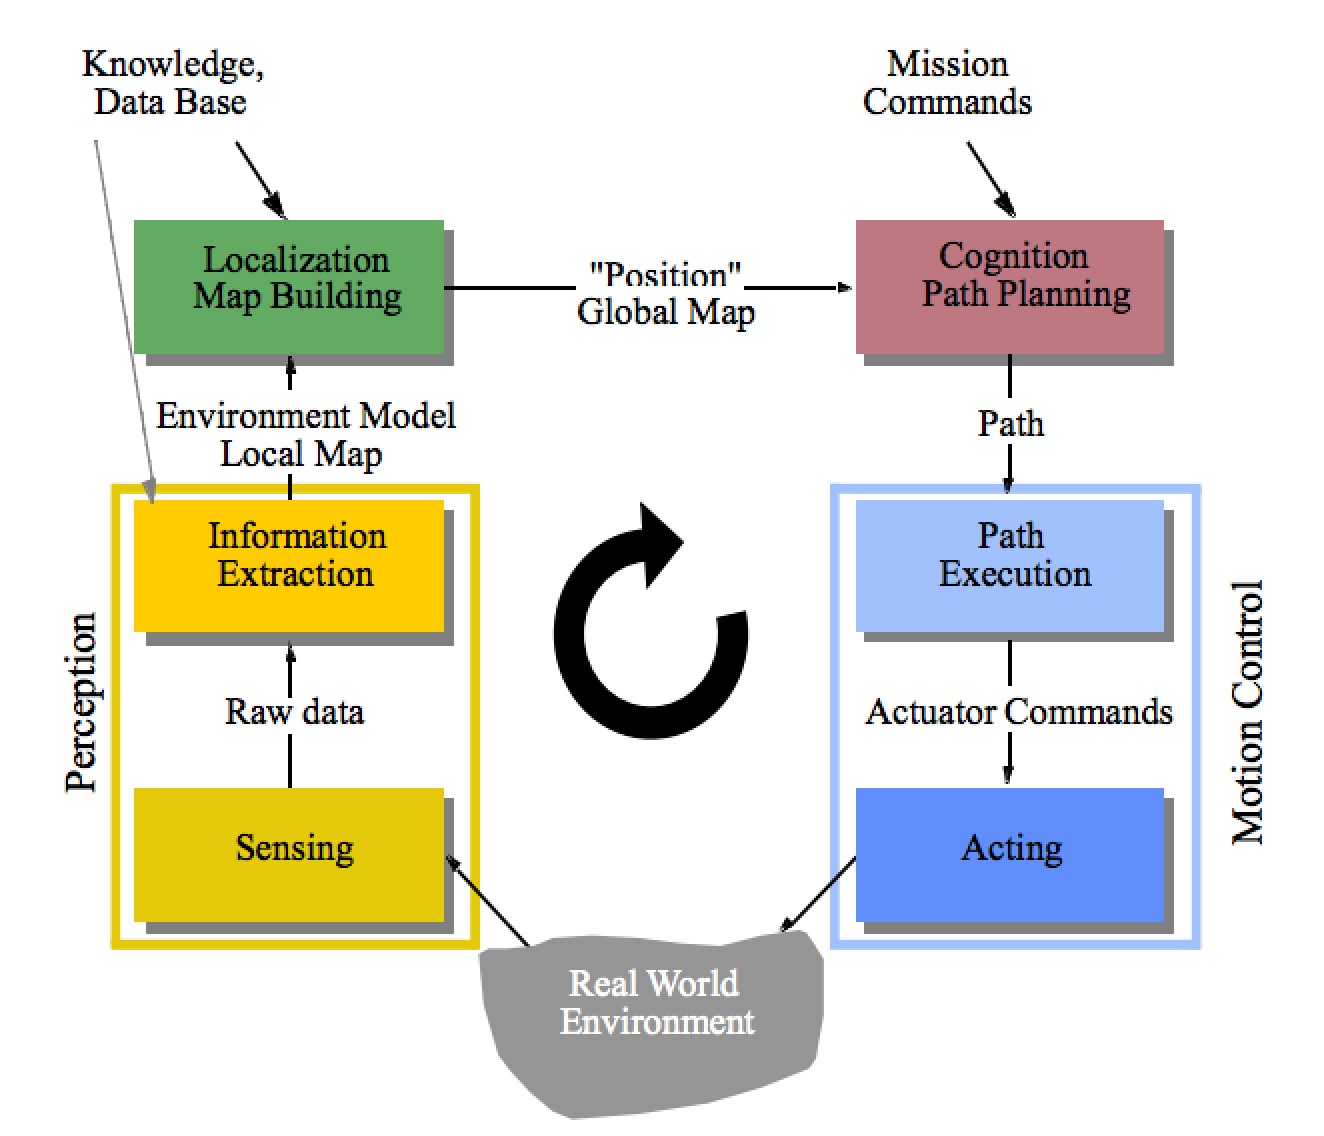 Knowledge,
Data Base
Mission
Commands
Localization
Map Building
"Position"
Global Map
Cognition
Path Planning
Environment Model
Local Map
Path
Information
Extraction
Path
Execution
Perception
Raw data
Actuator Commands
Motion Control
Sensing
Acting
Real World
Environment